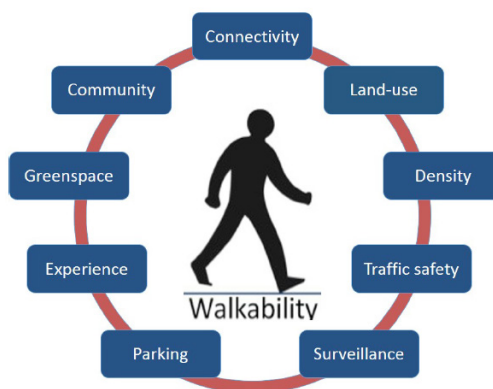 Connectivity
Community
Land-use
Greenspace
Density
Experience
Traffic safety
Walkability
Parking
Surveillance